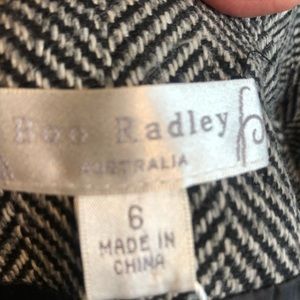 Boo Radley
AUSTRALIA
6
MADE IN
CHINA